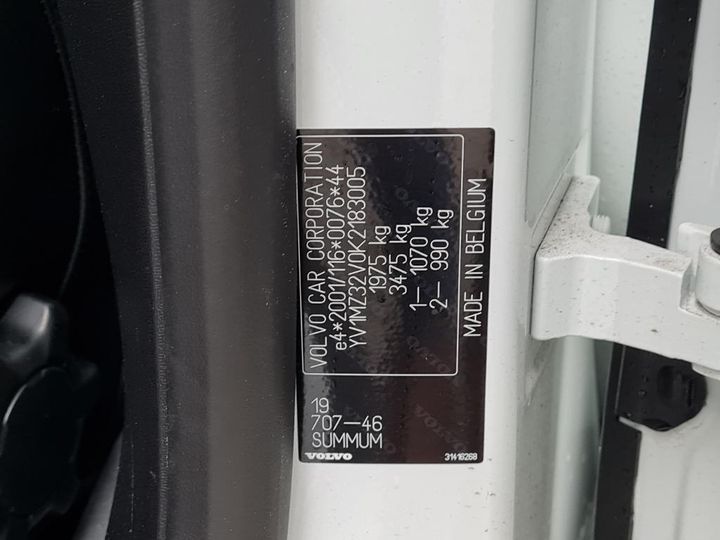 VOLVO CAR CORPORATION
e4*2001/116*0076*44
YV1MZ32V0K2183005
1975 kg
3475 kg
1– 1070 kg
2– 990 kg
MADE IN BELGIUM
19
707–46
SUMMUM
VOLVO
31416268